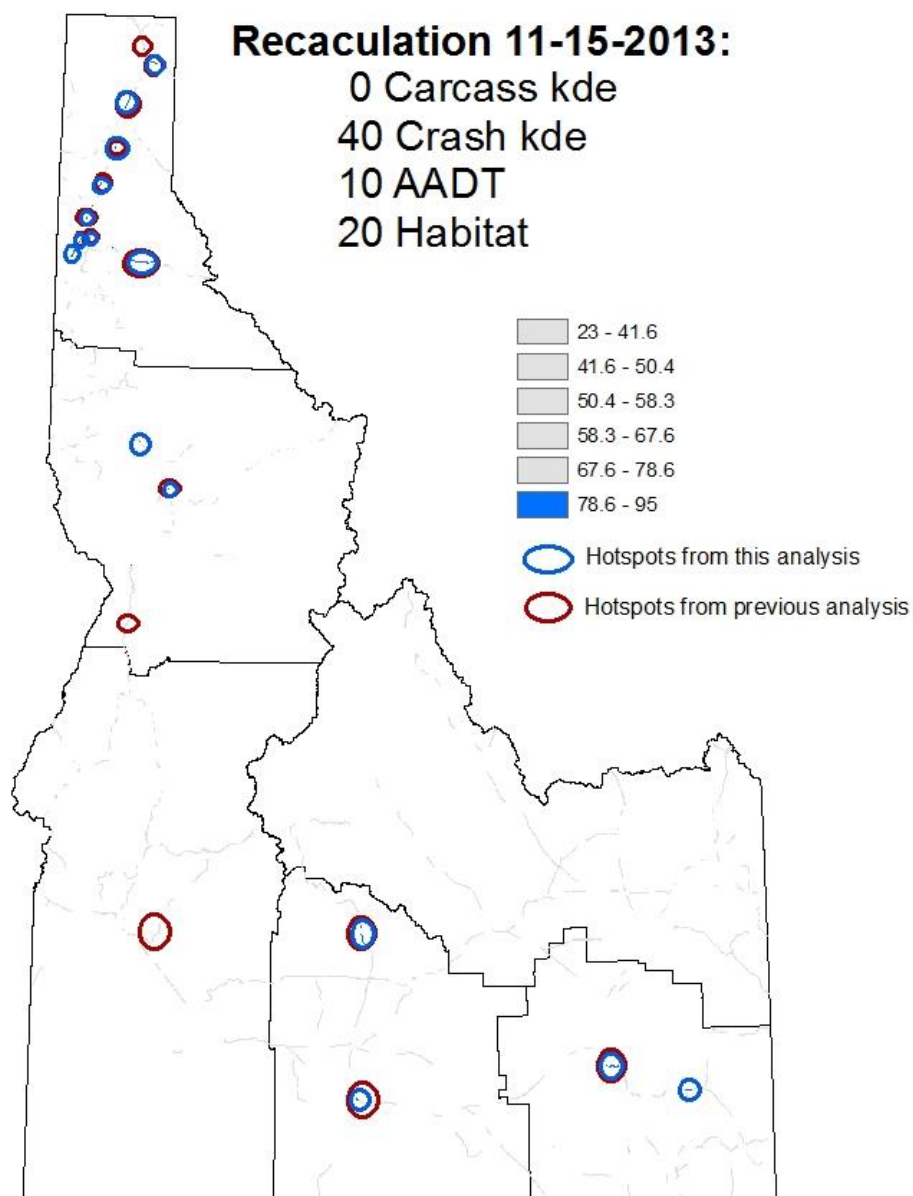 Recaculation 11-15-2013:
0 Carcass kde
40 Crash kde
10 AADT
20 Habitat
23 - 41.6
41.6 - 50.4
50.4 - 58.3
58.3 - 67.6
67.6 - 78.6
78.6 - 95
Hotspots from this analysis
Hotspots from previous analysis